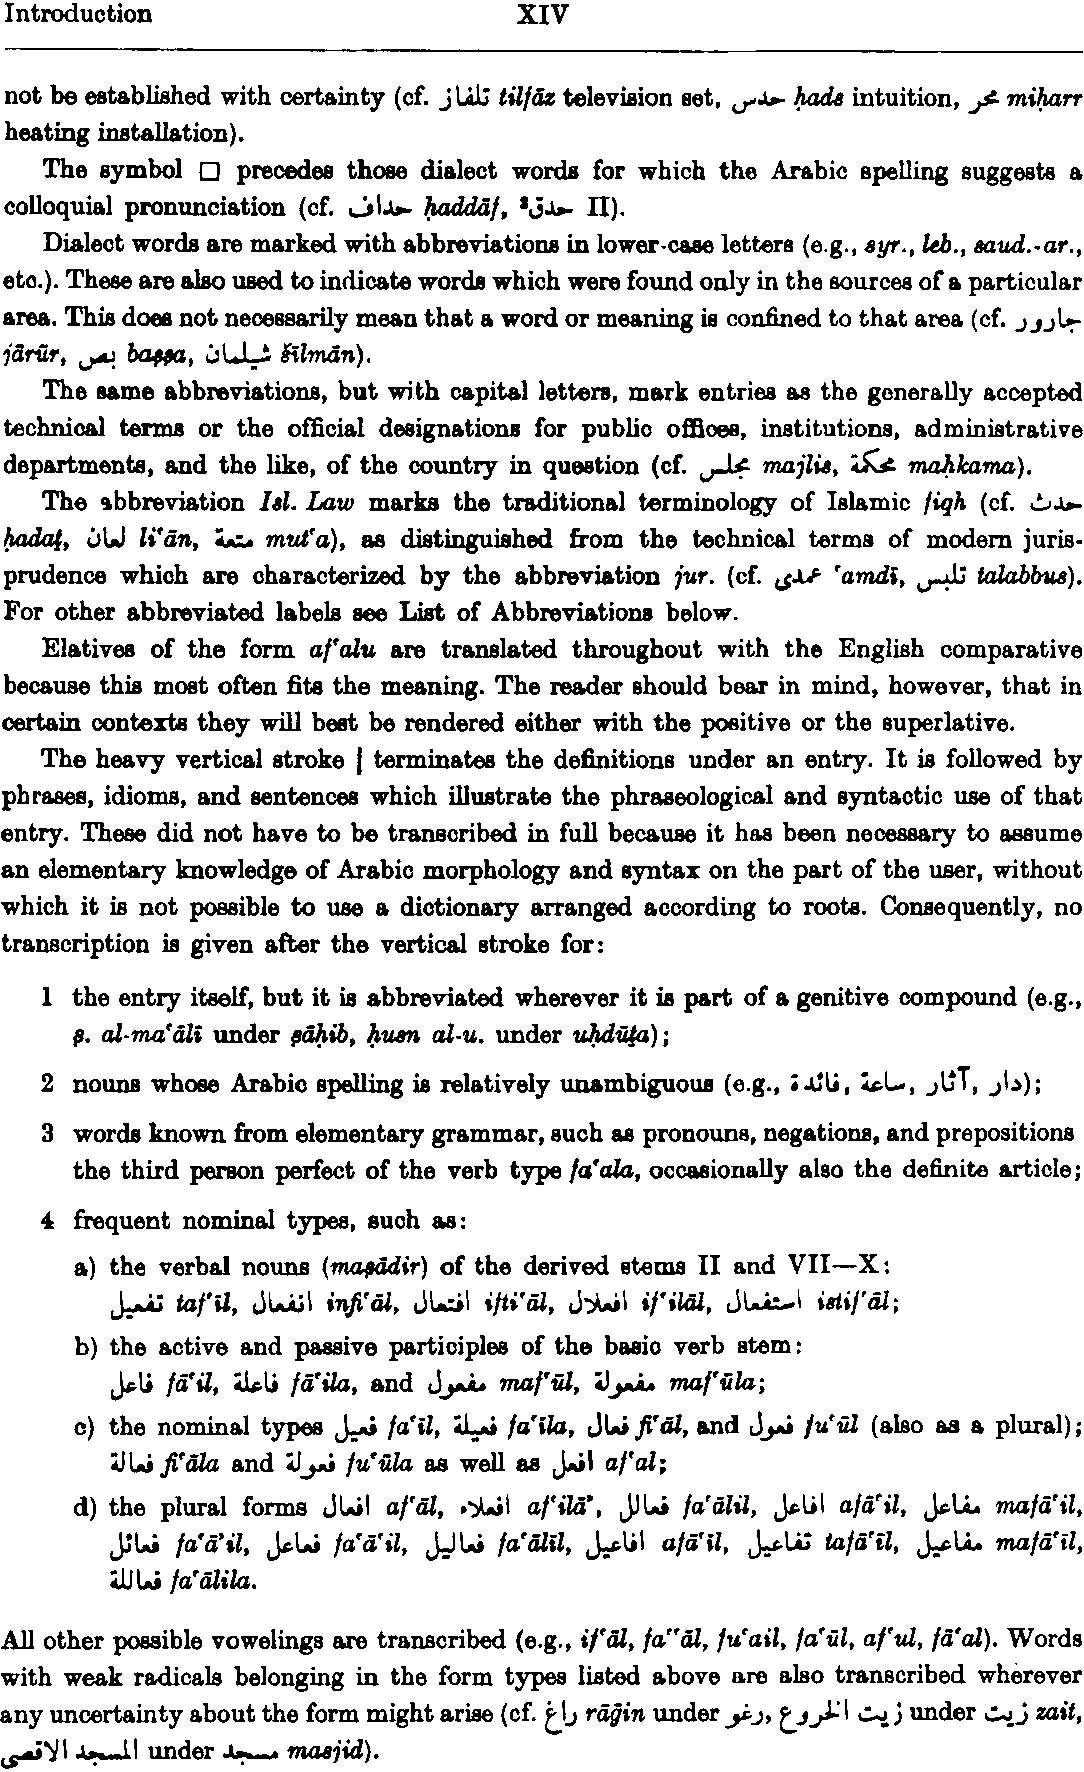 Introduction XIV
not be established with certainty (cf. تلفاز tilfāz television set, حدس ḥads intuition, محر miḥarr
heating installation).
The symbol □ precedes those dialect words for which the Arabic spelling suggests a
colloquial pronunciation (cf. حداف ḥaddāf, ²حدق II).
Dialect words are marked with abbreviations in lower-case letters (e.g., syr., leb., saud.-ar.,
etc.). These are also used to indicate words which were found only in the sources of a particular
area. This does not necessarily mean that a word or meaning is confined to that area (cf. جارور
jārūr, بص baṣṣa, شيلمان šīlmān).
The same abbreviations, but with capital letters, mark entries as the generally accepted
technical terms or the official designations for public offices, institutions, administrative
departments, and the like, of the country in question (cf. مجلس majlis, محكمة maḥkama).
The abbreviation Isl. Law marks the traditional terminology of Islamic fiqh (cf. حدث
ḥadaṯ, لعان liʿān, متعة mutʿa), as distinguished from the technical terms of modern juris-
prudence which are characterized by the abbreviation jur. (cf. عمدى ʿamdī, تلبس talabbus).
For other abbreviated labels see List of Abbreviations below.
Elatives of the form afʿalu are translated throughout with the English comparative
because this most often fits the meaning. The reader should bear in mind, however, that in
certain contexts they will best be rendered either with the positive or the superlative.
The heavy vertical stroke | terminates the definitions under an entry. It is followed by
phrases, idioms, and sentences which illustrate the phraseological and syntactic use of that
entry. These did not have to be transcribed in full because it has been necessary to assume
an elementary knowledge of Arabic morphology and syntax on the part of the user, without
which it is not possible to use a dictionary arranged according to roots. Consequently, no
transcription is given after the vertical stroke for:
1 the entry itself, but it is abbreviated wherever it is part of a genitive compound (e.g.,
ṣ. al-maʿālī under ṣāḥib, ḥusn al-u. under uḥdūṯa);
2 nouns whose Arabic spelling is relatively unambiguous (e.g., دار, آثار, ساعة, فائدة);
3 words known from elementary grammar, such as pronouns, negations, and prepositions
the third person perfect of the verb type faʿala, occasionally also the definite article;
4 frequent nominal types, such as:
a) the verbal nouns (maṣādir) of the derived stems II and VII—X:
تفعيل tafʿīl, انفعال infiʿāl, افتعال iftiʿāl, افعلال ifʿilāl, استفعال istifʿāl;
b) the active and passive participles of the basic verb stem:
فاعل fāʿil, فاعلة fāʿila, and مفعول mafʿūl, مفعولة mafʿūla;
c) the nominal types فعيل faʿīl, فعيلة faʿīla, فعال fiʿāl, and فعول fuʿūl (also as a plural);
فعالة fiʿāla and فعولة fuʿūla as well as افعل afʿal;
d) the plural forms افعال afʿāl, افعلاء afʿilāʾ, فعالل faʿālil, افاعل afāʿil, مفاعل mafāʿil,
فعائل faʿāʾil, فعاعل faʿāʿil, فعاليل faʿālīl, افاعيل afāʿīl, تفاعيل tafāʿīl, مفاعيل mafāʿīl,
فعاللة faʿālila.
All other possible vowelings are transcribed (e.g., ifʿāl, faʿʿāl, fuʿail, faʿūl, afʿul, fāʿal). Words
with weak radicals belonging in the form types listed above are also transcribed wherever
any uncertainty about the form might arise (cf. راغ rāḡin under رغو, زيت الخروع under زيت zait,
المسجد الاقصى under مسجد masjid).